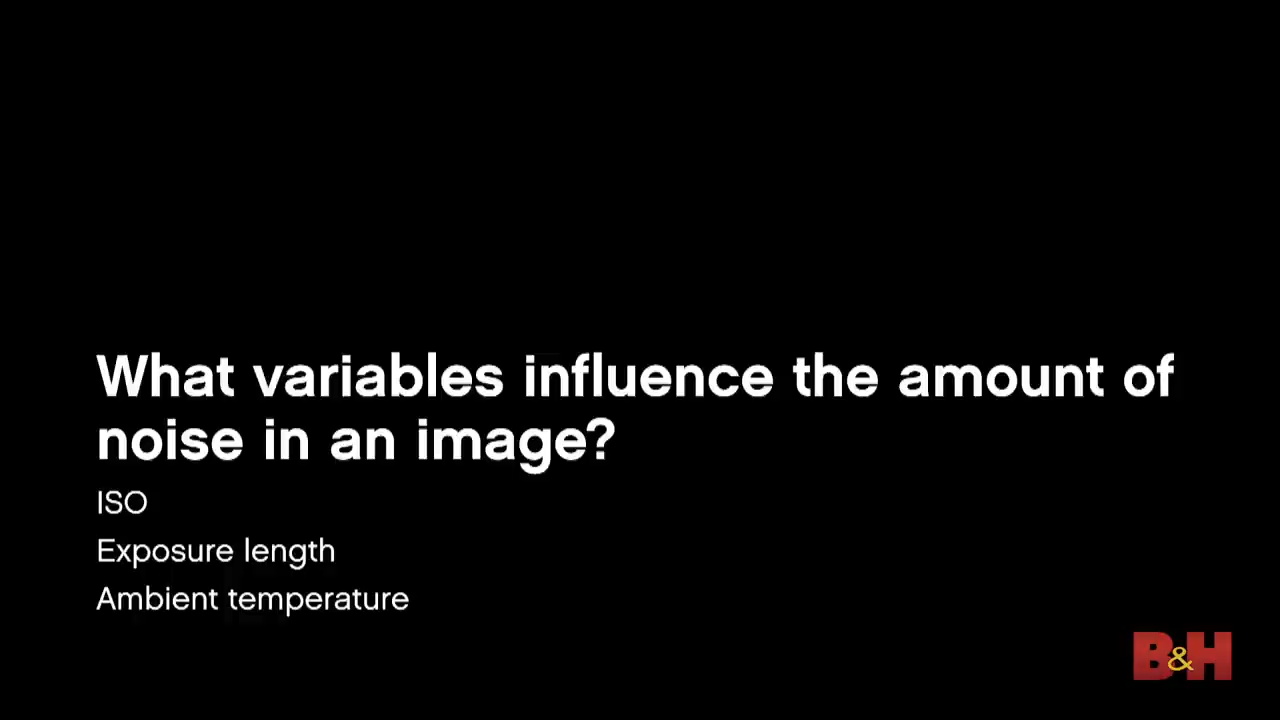 What variables influence the amount of
noise in an image?
ISO
Exposure length
Ambient temperature
B&H